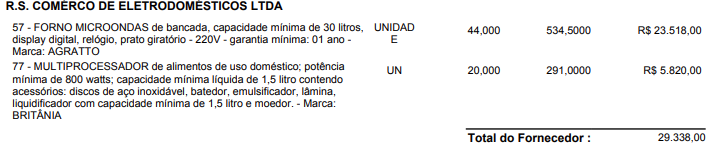 R.S. COMÉRCO DE ELETRODOMÉSTICOS LTDA
57 - FORNO MICROONDAS de bancada, capacidade mínima de 30 litros, UNIDAD 44,000 534,5000 R$ 23.518,00
display digital, relógio, prato giratório - 220V - garantia mínima: 01 ano - E
Marca: AGRATTO
77 - MULTIPROCESSADOR de alimentos de uso doméstico; potência UN 20,000 291,0000 R$ 5.820,00
mínima de 800 watts; capacidade mínima líquida de 1,5 litro contendo
acessórios: discos de aço inoxidável, batedor, emulsificador, lâmina,
liquidificador com capacidade mínima de 1,5 litro e moedor. - Marca:
BRITÂNIA
Total do Fornecedor : 29.338,00